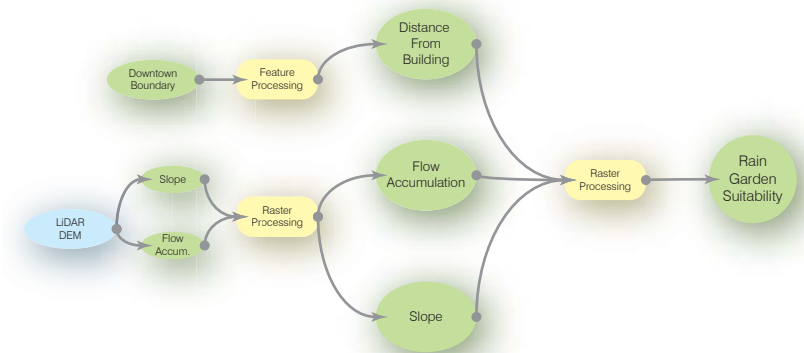 Distance
From
Building
Downtown
Boundary
Feature
Processing
Slope
LiDAR
DEM
Flow
Accum.
Raster
Processing
Flow
Accumulation
Slope
Raster
Processing
Rain
Garden
Suitability